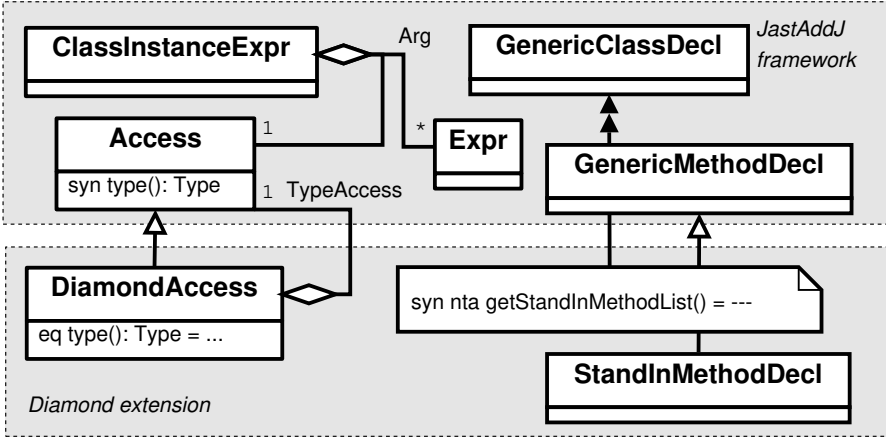 ClassInstanceExpr
Arg
GenericClassDecl
JastAddJ
framework
Access
1
*
Expr
GenericMethodDecl
syn type(): Type
1 TypeAccess
DiamondAccess
syn nta getStandInMethodList() = ---
eq type(): Type = ...
StandInMethodDecl
Diamond extension